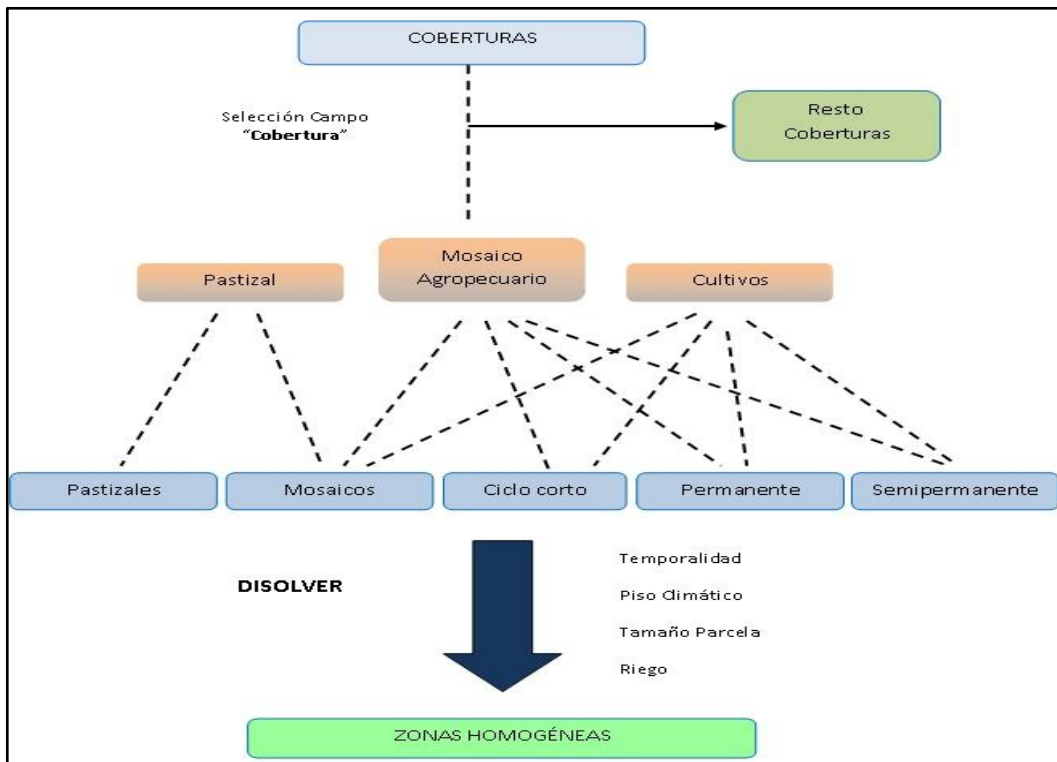 COBERTURAS
Selección Campo
“Cobertura”
Resto
Coberturas
Pastizal
Mosaico
Agropecuario
Cultivos
Pastizales
Mosaicos
Ciclo corto
Permanente
Semipermanente
DISOLVER
Temporalidad
Piso Climático
Tamaño Parcela
Riego
ZONAS HOMOGÉNEAS